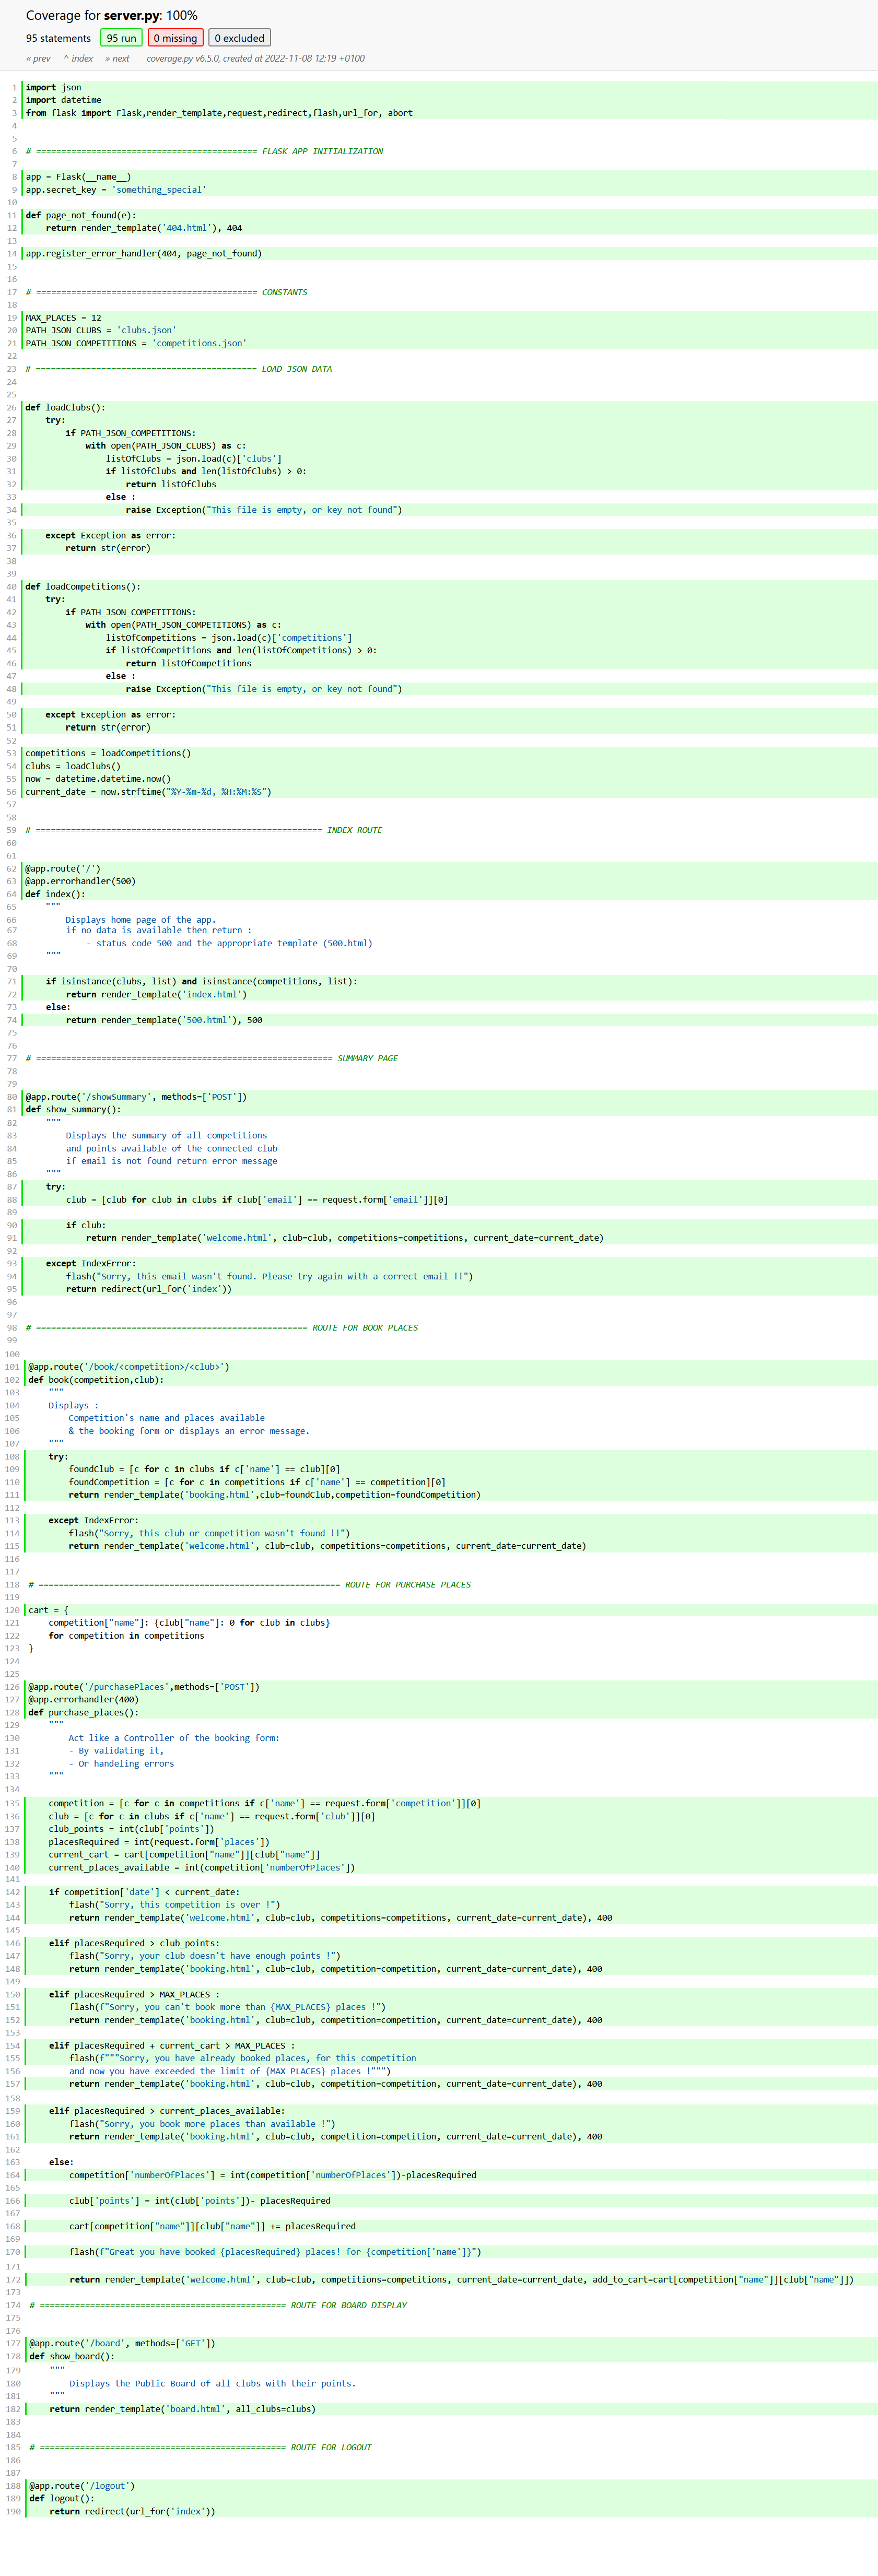 Coverage for server.py: 100%
95 statements 95 run 0 missing 0 excluded
« prev ^ index » next coverage.py v6.5.0, created at 2022-11-08 12:19 +0100
1 import json
2 import datetime
3 from flask import Flask,render_template,request,redirect,flash,url_for, abort
4
5
6 # ============================================ FLASK APP INITIALIZATION
7
8 app = Flask(__name__)
9 app.secret_key = 'something_special'
10
11 def page_not_found(e):
12     return render_template('404.html'), 404
13
14 app.register_error_handler(404, page_not_found)
15
16
17 # ============================================ CONSTANTS
18
19 MAX_PLACES = 12
20 PATH_JSON_CLUBS = 'clubs.json'
21 PATH_JSON_COMPETITIONS = 'competitions.json'
22
23 # ============================================ LOAD JSON DATA
24
25
26 def loadClubs():
27     try:
28         if PATH_JSON_COMPETITIONS:
29             with open(PATH_JSON_CLUBS) as c:
30                 listOfClubs = json.load(c)['clubs']
31                 if listOfClubs and len(listOfClubs) > 0:
32                     return listOfClubs
33                 else :
34                     raise Exception("This file is empty, or key not found")
35
36     except Exception as error:
37         return str(error)
38
39
40 def loadCompetitions():
41     try:
42         if PATH_JSON_COMPETITIONS:
43             with open(PATH_JSON_COMPETITIONS) as c:
44                 listOfCompetitions = json.load(c)['competitions']
45                 if listOfCompetitions and len(listOfCompetitions) > 0:
46                     return listOfCompetitions
47                 else :
48                     raise Exception("This file is empty, or key not found")
49
50     except Exception as error:
51         return str(error)
52
53 competitions = loadCompetitions()
54 clubs = loadClubs()
55 now = datetime.datetime.now()
56 current_date = now.strftime("%Y-%m-%d, %H:%M:%S")
57
58
59 # ========================================================= INDEX ROUTE
60
61
62 @app.route('/')
63 @app.errorhandler(500)
64 def index():
65     """
66         Displays home page of the app.
67         if no data is available then return :
68             - status code 500 and the appropriate template (500.html)
69     """
70
71     if isinstance(clubs, list) and isinstance(competitions, list):
72         return render_template('index.html')
73     else:
74         return render_template('500.html'), 500
75
76
77 # =========================================================== SUMMARY PAGE
78
79
80 @app.route('/showSummary', methods=['POST'])
81 def show_summary():
82     """
83         Displays the summary of all competitions
84         and points available of the connected club
85         if email is not found return error message
86     """
87     try:
88         club = [club for club in clubs if club['email'] == request.form['email']][0]
89
90         if club:
91             return render_template('welcome.html', club=club, competitions=competitions, current_date=current_date)
92
93     except IndexError:
94         flash("Sorry, this email wasn't found. Please try again with a correct email !!")
95         return redirect(url_for('index'))
96
97
98 # ====================================================== ROUTE FOR BOOK PLACES
99
100
101 @app.route('/book/<competition>/<club>')
102 def book(competition,club):
103     """
104     Displays :
105         Competition's name and places available
106         & the booking form or displays an error message.
107     """
108     try:
109         foundClub = [c for c in clubs if c['name'] == club][0]
110         foundCompetition = [c for c in competitions if c['name'] == competition][0]
111         return render_template('booking.html',club=foundClub,competition=foundCompetition)
112
113     except IndexError:
114         flash("Sorry, this club or competition wasn't found !!")
115         return render_template('welcome.html', club=club, competitions=competitions, current_date=current_date)
116
117
118 # ============================================================ ROUTE FOR PURCHASE PLACES
119
120 cart = {
121     competition["name"]: {club["name"]: 0 for club in clubs}
122     for competition in competitions
123 }
124
125
126 @app.route('/purchasePlaces',methods=['POST'])
127 @app.errorhandler(400)
128 def purchase_places():
129     """
130         Act like a Controller of the booking form:
131         - By validating it,
132         - Or handeling errors
133     """
134
135     competition = [c for c in competitions if c['name'] == request.form['competition']][0]
136     club = [c for c in clubs if c['name'] == request.form['club']][0]
137     club_points = int(club['points'])
138     placesRequired = int(request.form['places'])
139     current_cart = cart[competition["name"]][club["name"]]
140     current_places_available = int(competition['numberOfPlaces'])
141
142     if competition['date'] < current_date:
143         flash("Sorry, this competition is over !")
144         return render_template('welcome.html', club=club, competitions=competitions, current_date=current_date), 400
145
146     elif placesRequired > club_points:
147         flash("Sorry, your club doesn't have enough points !")
148         return render_template('booking.html', club=club, competition=competition, current_date=current_date), 400
149
150     elif placesRequired > MAX_PLACES :
151         flash(f"Sorry, you can't book more than {MAX_PLACES} places !")
152         return render_template('booking.html', club=club, competition=competition, current_date=current_date), 400
153
154     elif placesRequired + current_cart > MAX_PLACES :
155         flash(f"""Sorry, you have already booked places, for this competition
156         and now you have exceeded the limit of {MAX_PLACES} places !""")
157         return render_template('booking.html', club=club, competition=competition, current_date=current_date), 400
158
159     elif placesRequired > current_places_available:
160         flash("Sorry, you book more places than available !")
161         return render_template('booking.html', club=club, competition=competition, current_date=current_date), 400
162
163     else:
164         competition['numberOfPlaces'] = int(competition['numberOfPlaces'])-placesRequired
165
166         club['points'] = int(club['points'])- placesRequired
167
168         cart[competition["name"]][club["name"]] += placesRequired
169
170         flash(f"Great you have booked {placesRequired} places! for {competition['name']}")
171
172         return render_template('welcome.html', club=club, competitions=competitions, current_date=current_date, add_to_cart=cart[competition["name"]][club["name"]])
173
174 # ================================================= ROUTE FOR BOARD DISPLAY
175
176
177 @app.route('/board', methods=['GET'])
178 def show_board():
179     """
180         Displays the Public Board of all clubs with their points.
181     """
182     return render_template('board.html', all_clubs=clubs)
183
184
185 # ================================================= ROUTE FOR LOGOUT
186
187
188 @app.route('/logout')
189 def logout():
190     return redirect(url_for('index'))